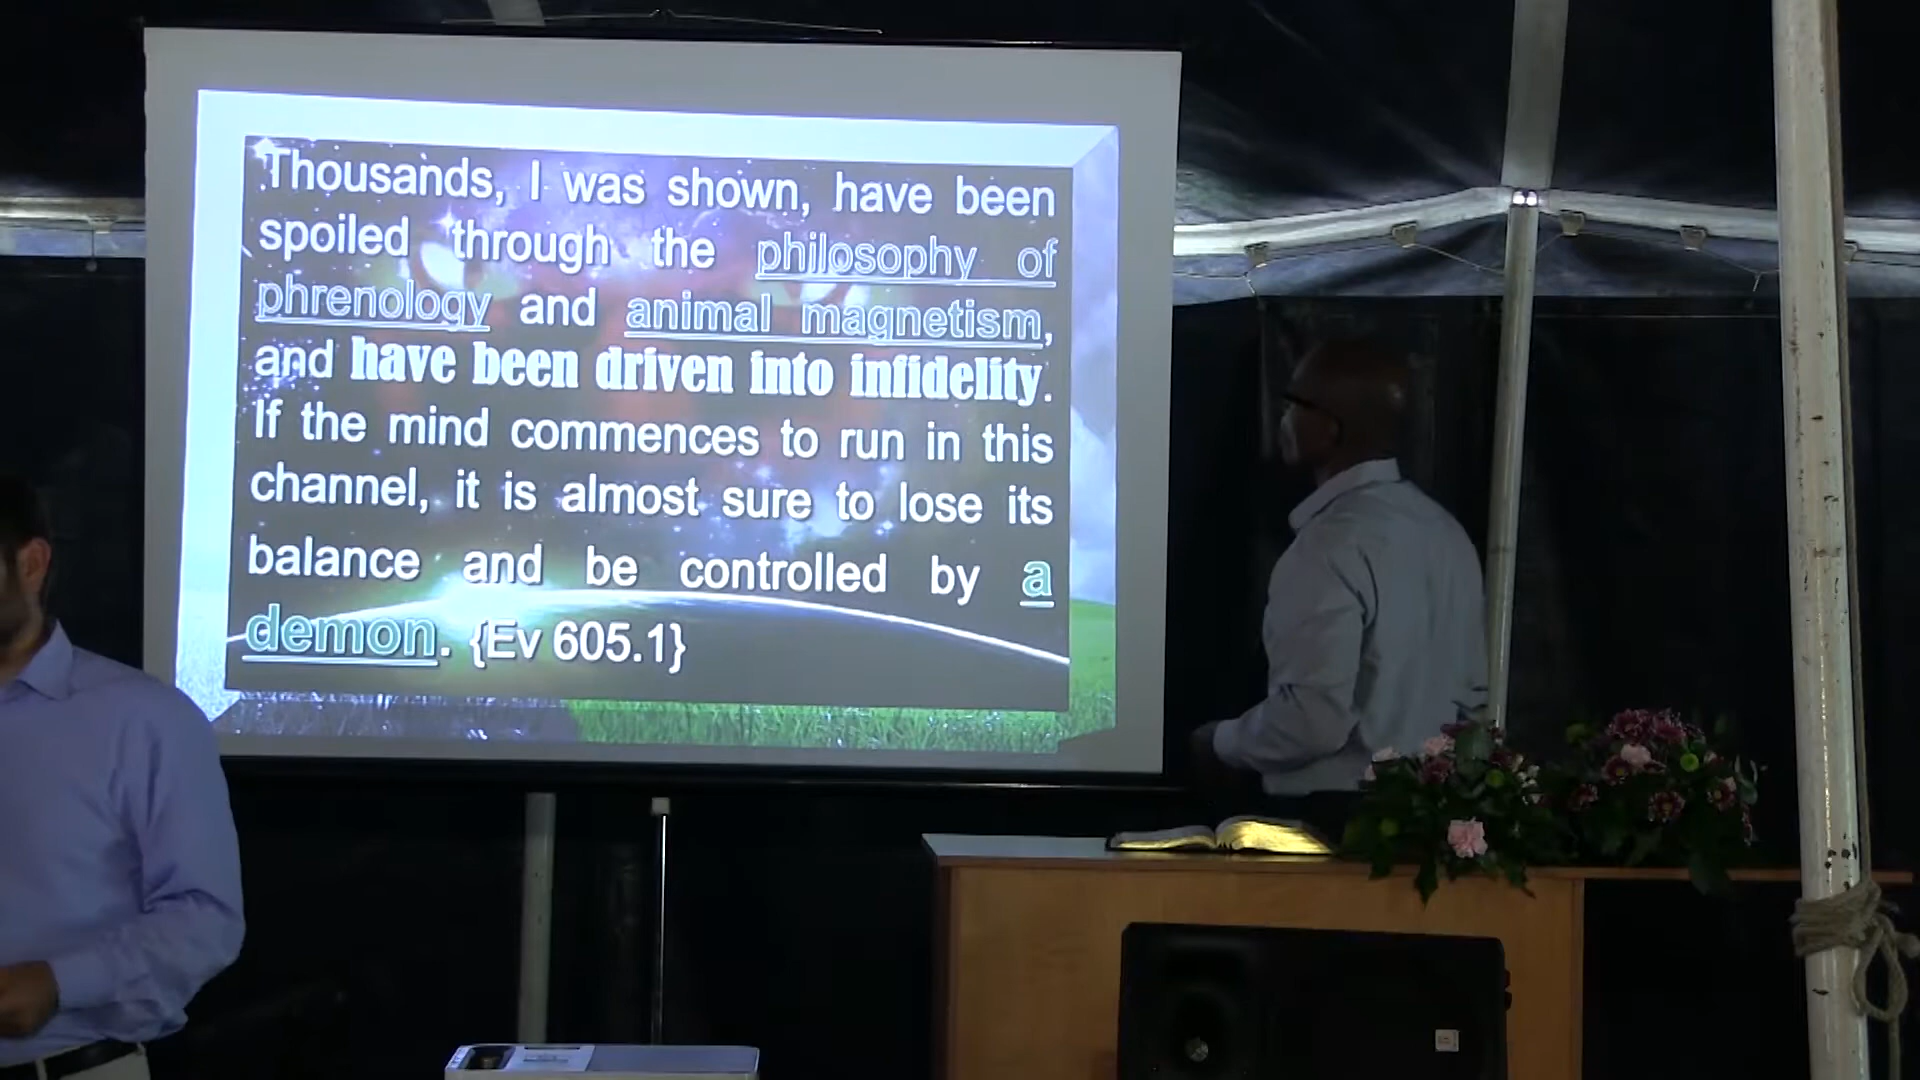 Thousands, I was shown, have been
spoiled through the philosophy of
phrenology and animal magnetism,
and have been driven into infidelity.
If the mind commences to run in this
channel, it is almost sure to lose its
balance and be controlled by a
demon. {Ev 605.1}